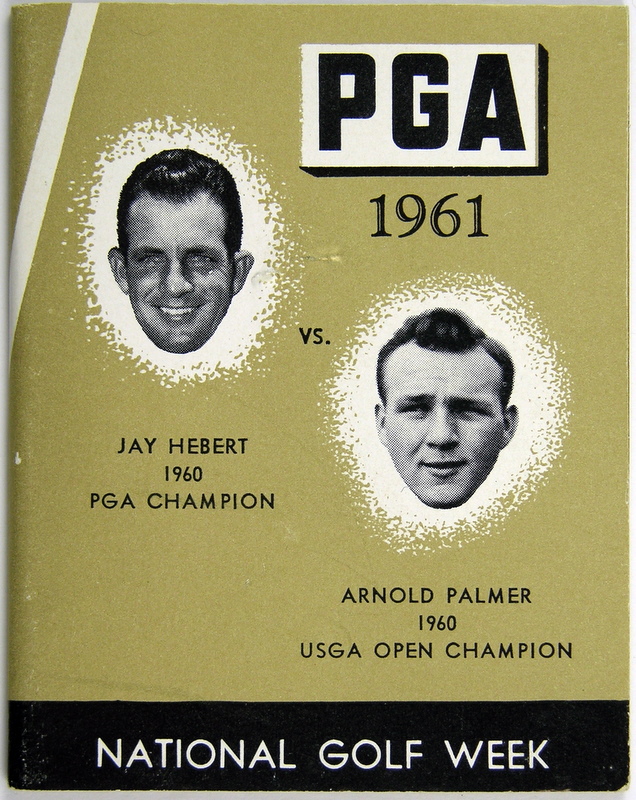 PGA
1961
VS.
JAY HEBERT
1960
PGA CHAMPION
ARNOLD PALMER
1960
USGA OPEN CHAMPION
NATIONAL GOLF WEEK